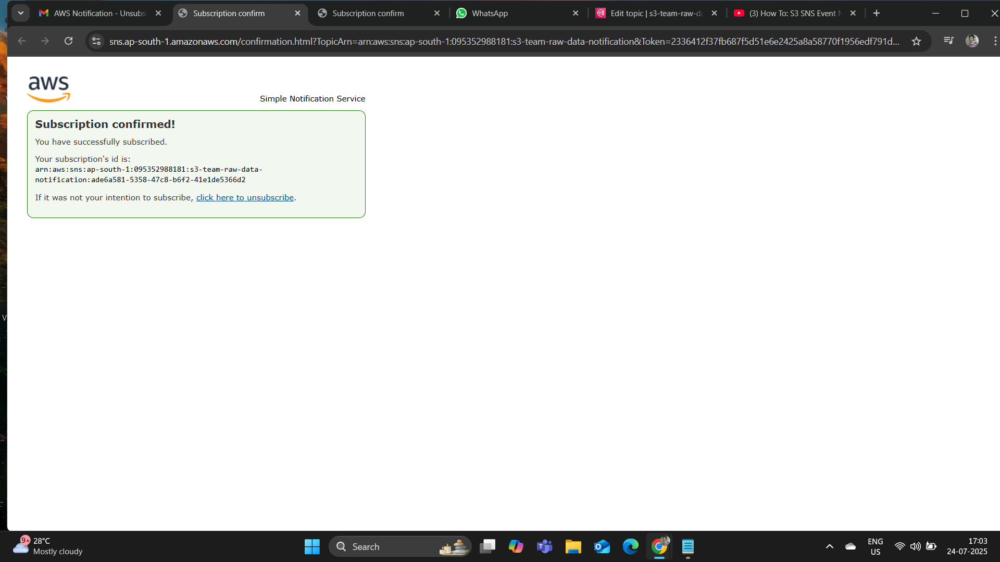 AWS Notification - Unsubs
Subscription confirm
Subscription confirm
WhatsApp
Edit topic | s3-team-raw-da
(3) How To: S3 SNS Event N
sns.ap-south-1.amazonaws.com/confirmation.html?TopicArn=arn:aws:sns:ap-south-1:095352988181:s3-team-raw-data-notification&Token=2336412f37fb687f5d51e6e2425a8a58770f1956edf791d...
aws
Simple Notification Service
Subscription confirmed!
You have successfully subscribed.
Your subscription's id is:
arn:aws:sns:ap-south-1:095352988181:s3-team-raw-data-
notification:ade6a581-5358-47c8-b6f2-41e1de5366d2
If it was not your intention to subscribe, click here to unsubscribe.
V
9+
28°C
Mostly cloudy
Search
ENG
US
17:03
24-07-2025